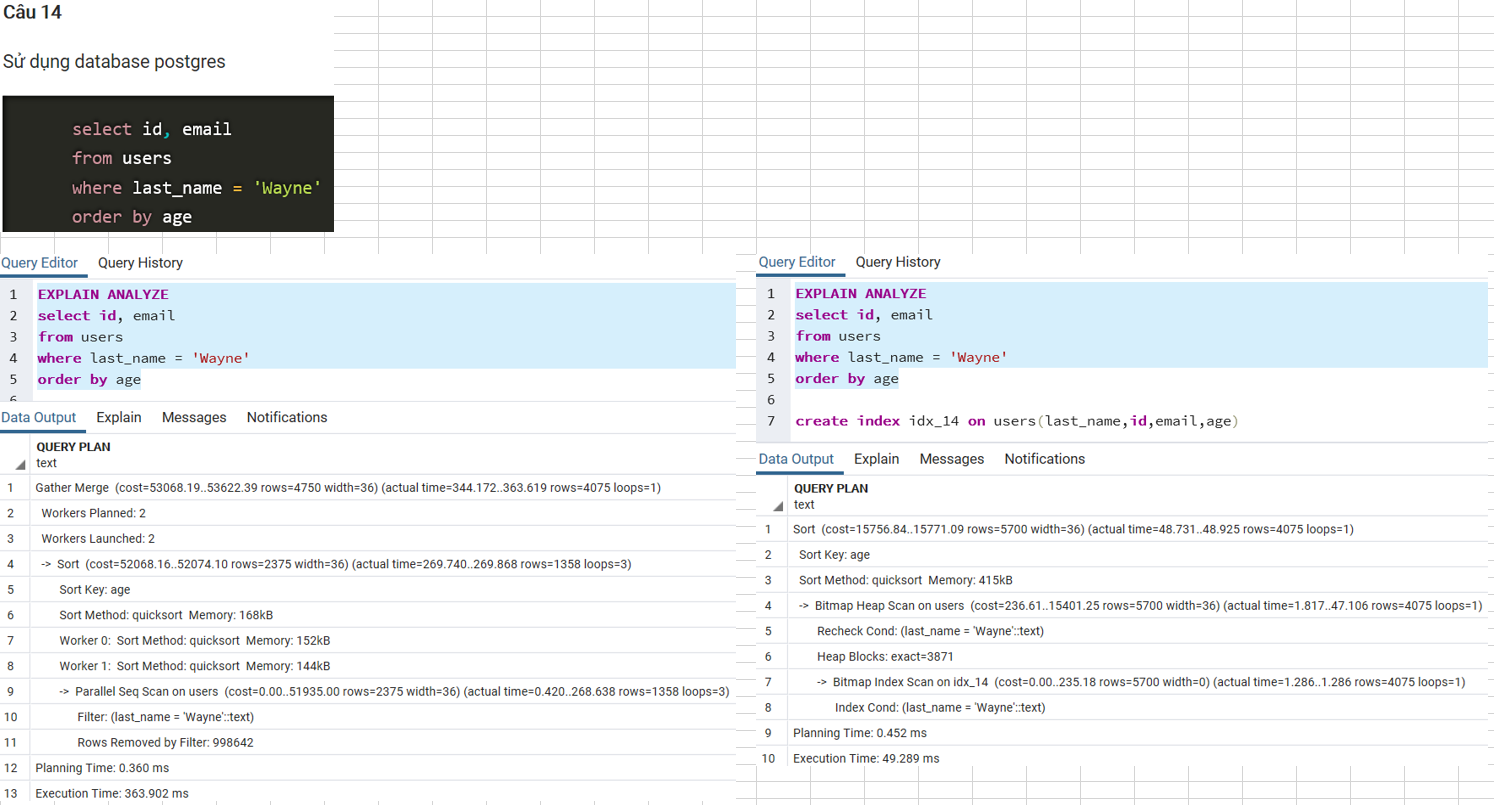 Câu 14
Sử dụng database postgres
select id, email
from users
where last_name = 'Wayne'
order by age
Query Editor Query History
1 EXPLAIN ANALYZE
2 select id, email
3 from users
4 where last_name = 'Wayne'
5 order by age
6
Data Output Explain Messages Notifications
QUERY PLAN
text
1 Gather Merge (cost=53068.19..53622.39 rows=4750 width=36) (actual time=344.172..363.619 rows=4075 loops=1)
2 Workers Planned: 2
3 Workers Launched: 2
4 -> Sort (cost=52068.16..52074.10 rows=2375 width=36) (actual time=269.740..269.868 rows=1358 loops=3)
5 Sort Key: age
6 Sort Method: quicksort Memory: 168kB
7 Worker 0: Sort Method: quicksort Memory: 152kB
8 Worker 1: Sort Method: quicksort Memory: 144kB
9 -> Parallel Seq Scan on users (cost=0.00..51935.00 rows=2375 width=36) (actual time=0.420..268.638 rows=1358 loops=3)
10 Filter: (last_name = 'Wayne'::text)
11 Rows Removed by Filter: 998642
12 Planning Time: 0.360 ms
13 Execution Time: 363.902 ms
Query Editor Query History
1 EXPLAIN ANALYZE
2 select id, email
3 from users
4 where last_name = 'Wayne'
5 order by age
6
7 create index idx_14 on users(last_name,id,email,age)
Data Output Explain Messages Notifications
QUERY PLAN
text
1 Sort (cost=15756.84..15771.09 rows=5700 width=36) (actual time=48.731..48.925 rows=4075 loops=1)
2 Sort Key: age
3 Sort Method: quicksort Memory: 415kB
4 -> Bitmap Heap Scan on users (cost=236.61..15401.25 rows=5700 width=36) (actual time=1.817..47.106 rows=4075 loops=1)
5 Recheck Cond: (last_name = 'Wayne'::text)
6 Heap Blocks: exact=3871
7 -> Bitmap Index Scan on idx_14 (cost=0.00..235.18 rows=5700 width=0) (actual time=1.286..1.286 rows=4075 loops=1)
8 Index Cond: (last_name = 'Wayne'::text)
9 Planning Time: 0.452 ms
10 Execution Time: 49.289 ms